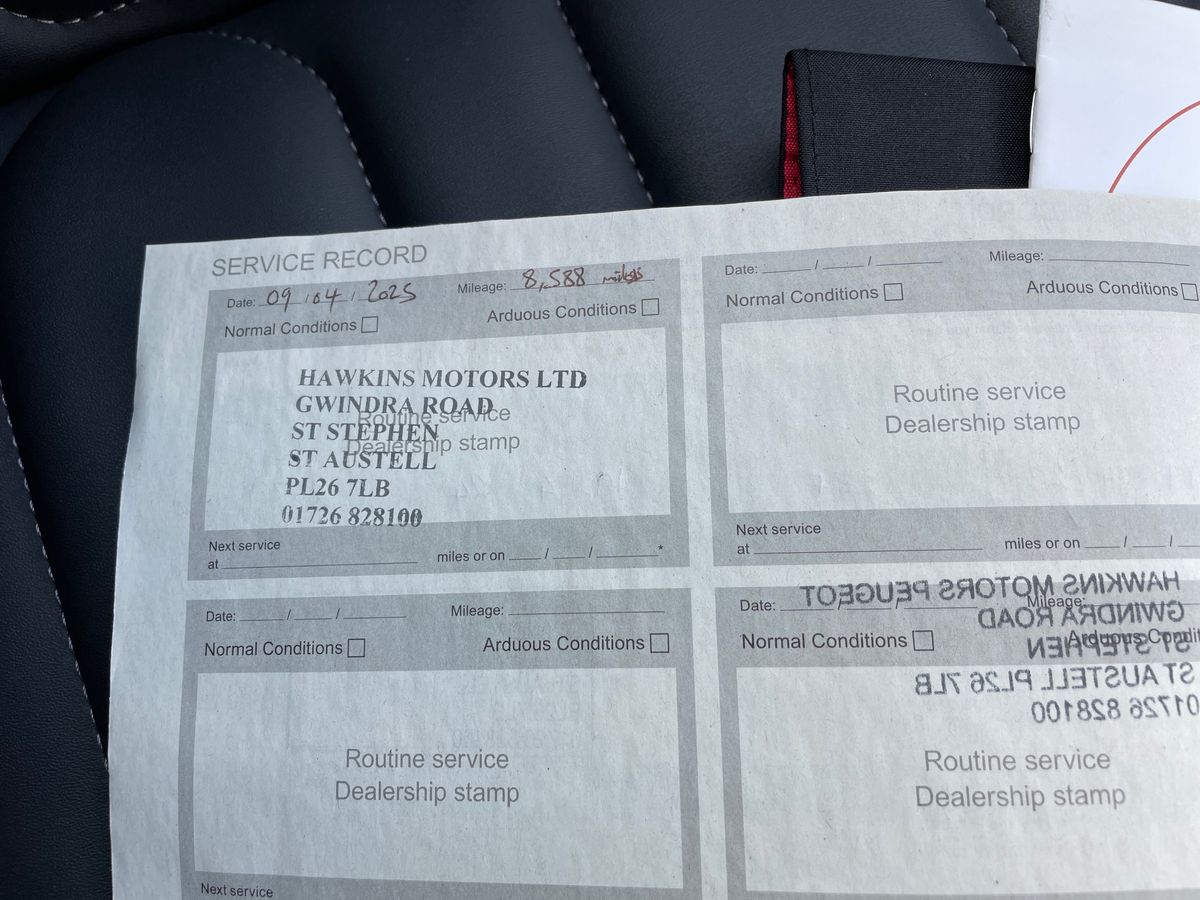 SERVICE RECORD
Date: 09 / 04 / 2025 Mileage: 8,588 miles
Normal Conditions Arduous Conditions
HAWKINS MOTORS LTD
GWINDRA ROAD
Routine service
ST STEPHEN
Dealership stamp
ST AUSTELL
PL26 7LB
01726 828100
Next service
at miles or on / / *
Date: / / Mileage:
Normal Conditions Arduous Conditions
Routine service
Dealership stamp
Next service
at miles or on / /
Date: / / Mileage:
Normal Conditions Arduous Conditions
Routine service
Dealership stamp
Next service
Date: / / Mileage:
Normal Conditions Arduous Condit
HAWKINS MOTORS PEUGEOT
GWINDRA ROAD
ST STEPHEN
ST AUSTELL PL26 7LB
01726 828100
Routine service
Dealership stamp